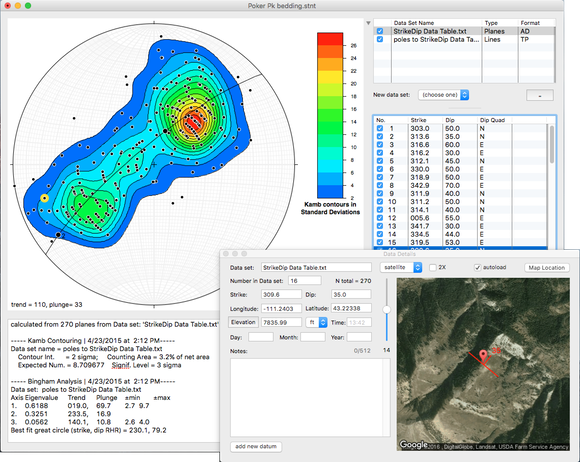 Poker Pk bedding.stnt
26
24
22
20
18
16
14
12
10
8
6
4
2
Kamb contours in
Standard Deviations
trend = 110, plunge= 33
Data Set Name Type Format
StrikeDip Data Table.txt Planes AD
poles to StrikeDip Data Ta... Lines TP
New data set: (choose one) -
No. Strike Dip Dip Quad
1 303.0 50.0 N
2 313.6 35.0 N
3 316.6 60.0 E
4 316.2 30.0 N
5 312.1 45.0 N
6 330.0 50.0 E
7 318.9 50.0 E
8 342.9 70.0 E
9 311.9 40.0 N
10 311.2 50.0 N
11 314.1 40.0 N
12 005.6 55.0 E
13 341.7 30.0 E
14 334.5 44.0 E
15 319.5 53.0 E
calculated from 270 planes from Data set: 'StrikeDip Data Table.txt'
----- Kamb Contouring | 4/23/2015 at 2:12 PM-----
Data set name = poles to StrikeDip Data Table.txt
Contour Int. = 2 sigma; Counting Area = 3.2% of net area
Expected Num. = 8.709677 Signif. Level = 3 sigma
----- Bingham Analysis | 4/23/2015 at 2:12 PM-----
Data set: poles to StrikeDip Data Table.txt
Axis Eigenvalue Trend Plunge ±min ±max
1. 0.6188 019.0, 69.7 2.7 9.7
2. 0.3251 233.5, 16.9
3. 0.0562 140.1, 10.8 2.6 4.0
Best fit great circle (strike, dip RHR) = 230.1, 79.2
Data Details
Data set: StrikeDip Data Table.txt
satellite 2X autoload Map Location
Number in Data set: 16 N total = 270
Strike: 309.6 Dip: 35.0
Longitude: -111.2403 Latitude: 43.22338
Elevation 7835.99 ft Time: 13:42
Day: Month: Year:
Notes: 0/512 14
add new datum
Google
DigitalGlobe, Landsat, USDA Farm Service Agency